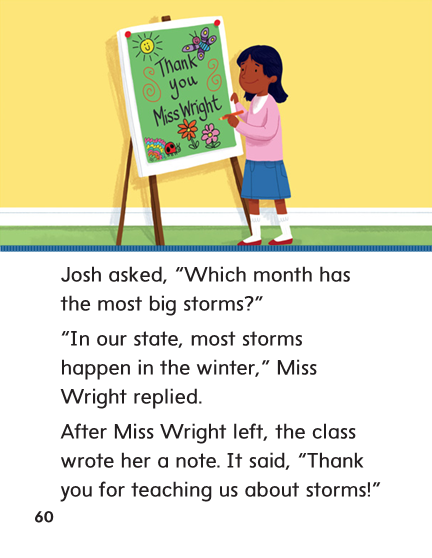 Thank
you
Miss Wright
Josh asked, “Which month has
the most big storms?”
“In our state, most storms
happen in the winter,” Miss
Wright replied.
After Miss Wright left, the class
wrote her a note. It said, “Thank
you for teaching us about storms!”
60